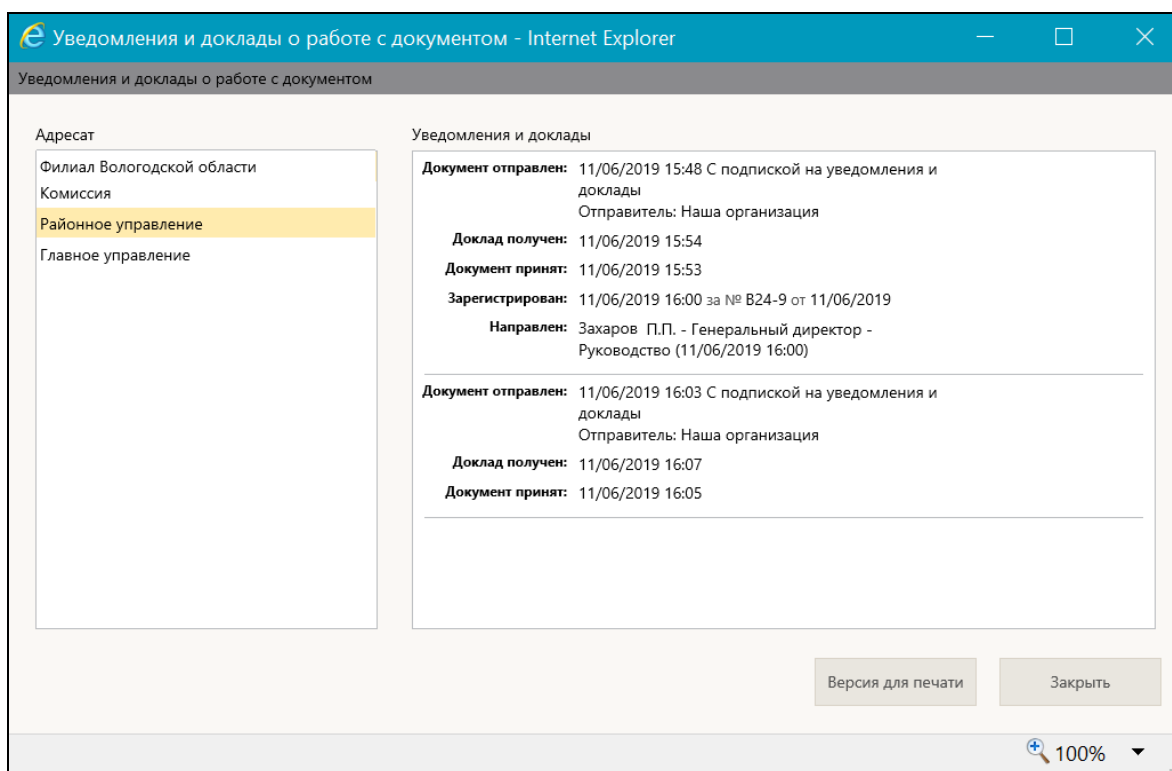 Уведомления и доклады о работе с документом - Internet Explorer
Уведомления и доклады о работе с документом
Адресат
Филиал Вологодской области
Комиссия
Районное управление
Главное управление
Уведомления и доклады
Документ отправлен: 11/06/2019 15:48 С подпиской на уведомления и
доклады
Отправитель: Наша организация
Доклад получен: 11/06/2019 15:54
Документ принят: 11/06/2019 15:53
Зарегистрирован: 11/06/2019 16:00 за № В24-9 от 11/06/2019
Направлен: Захаров П.П. - Генеральный директор -
Руководство (11/06/2019 16:00)
Документ отправлен: 11/06/2019 16:03 С подпиской на уведомления и
доклады
Отправитель: Наша организация
Доклад получен: 11/06/2019 16:07
Документ принят: 11/06/2019 16:05
Версия для печати
Закрыть
100%